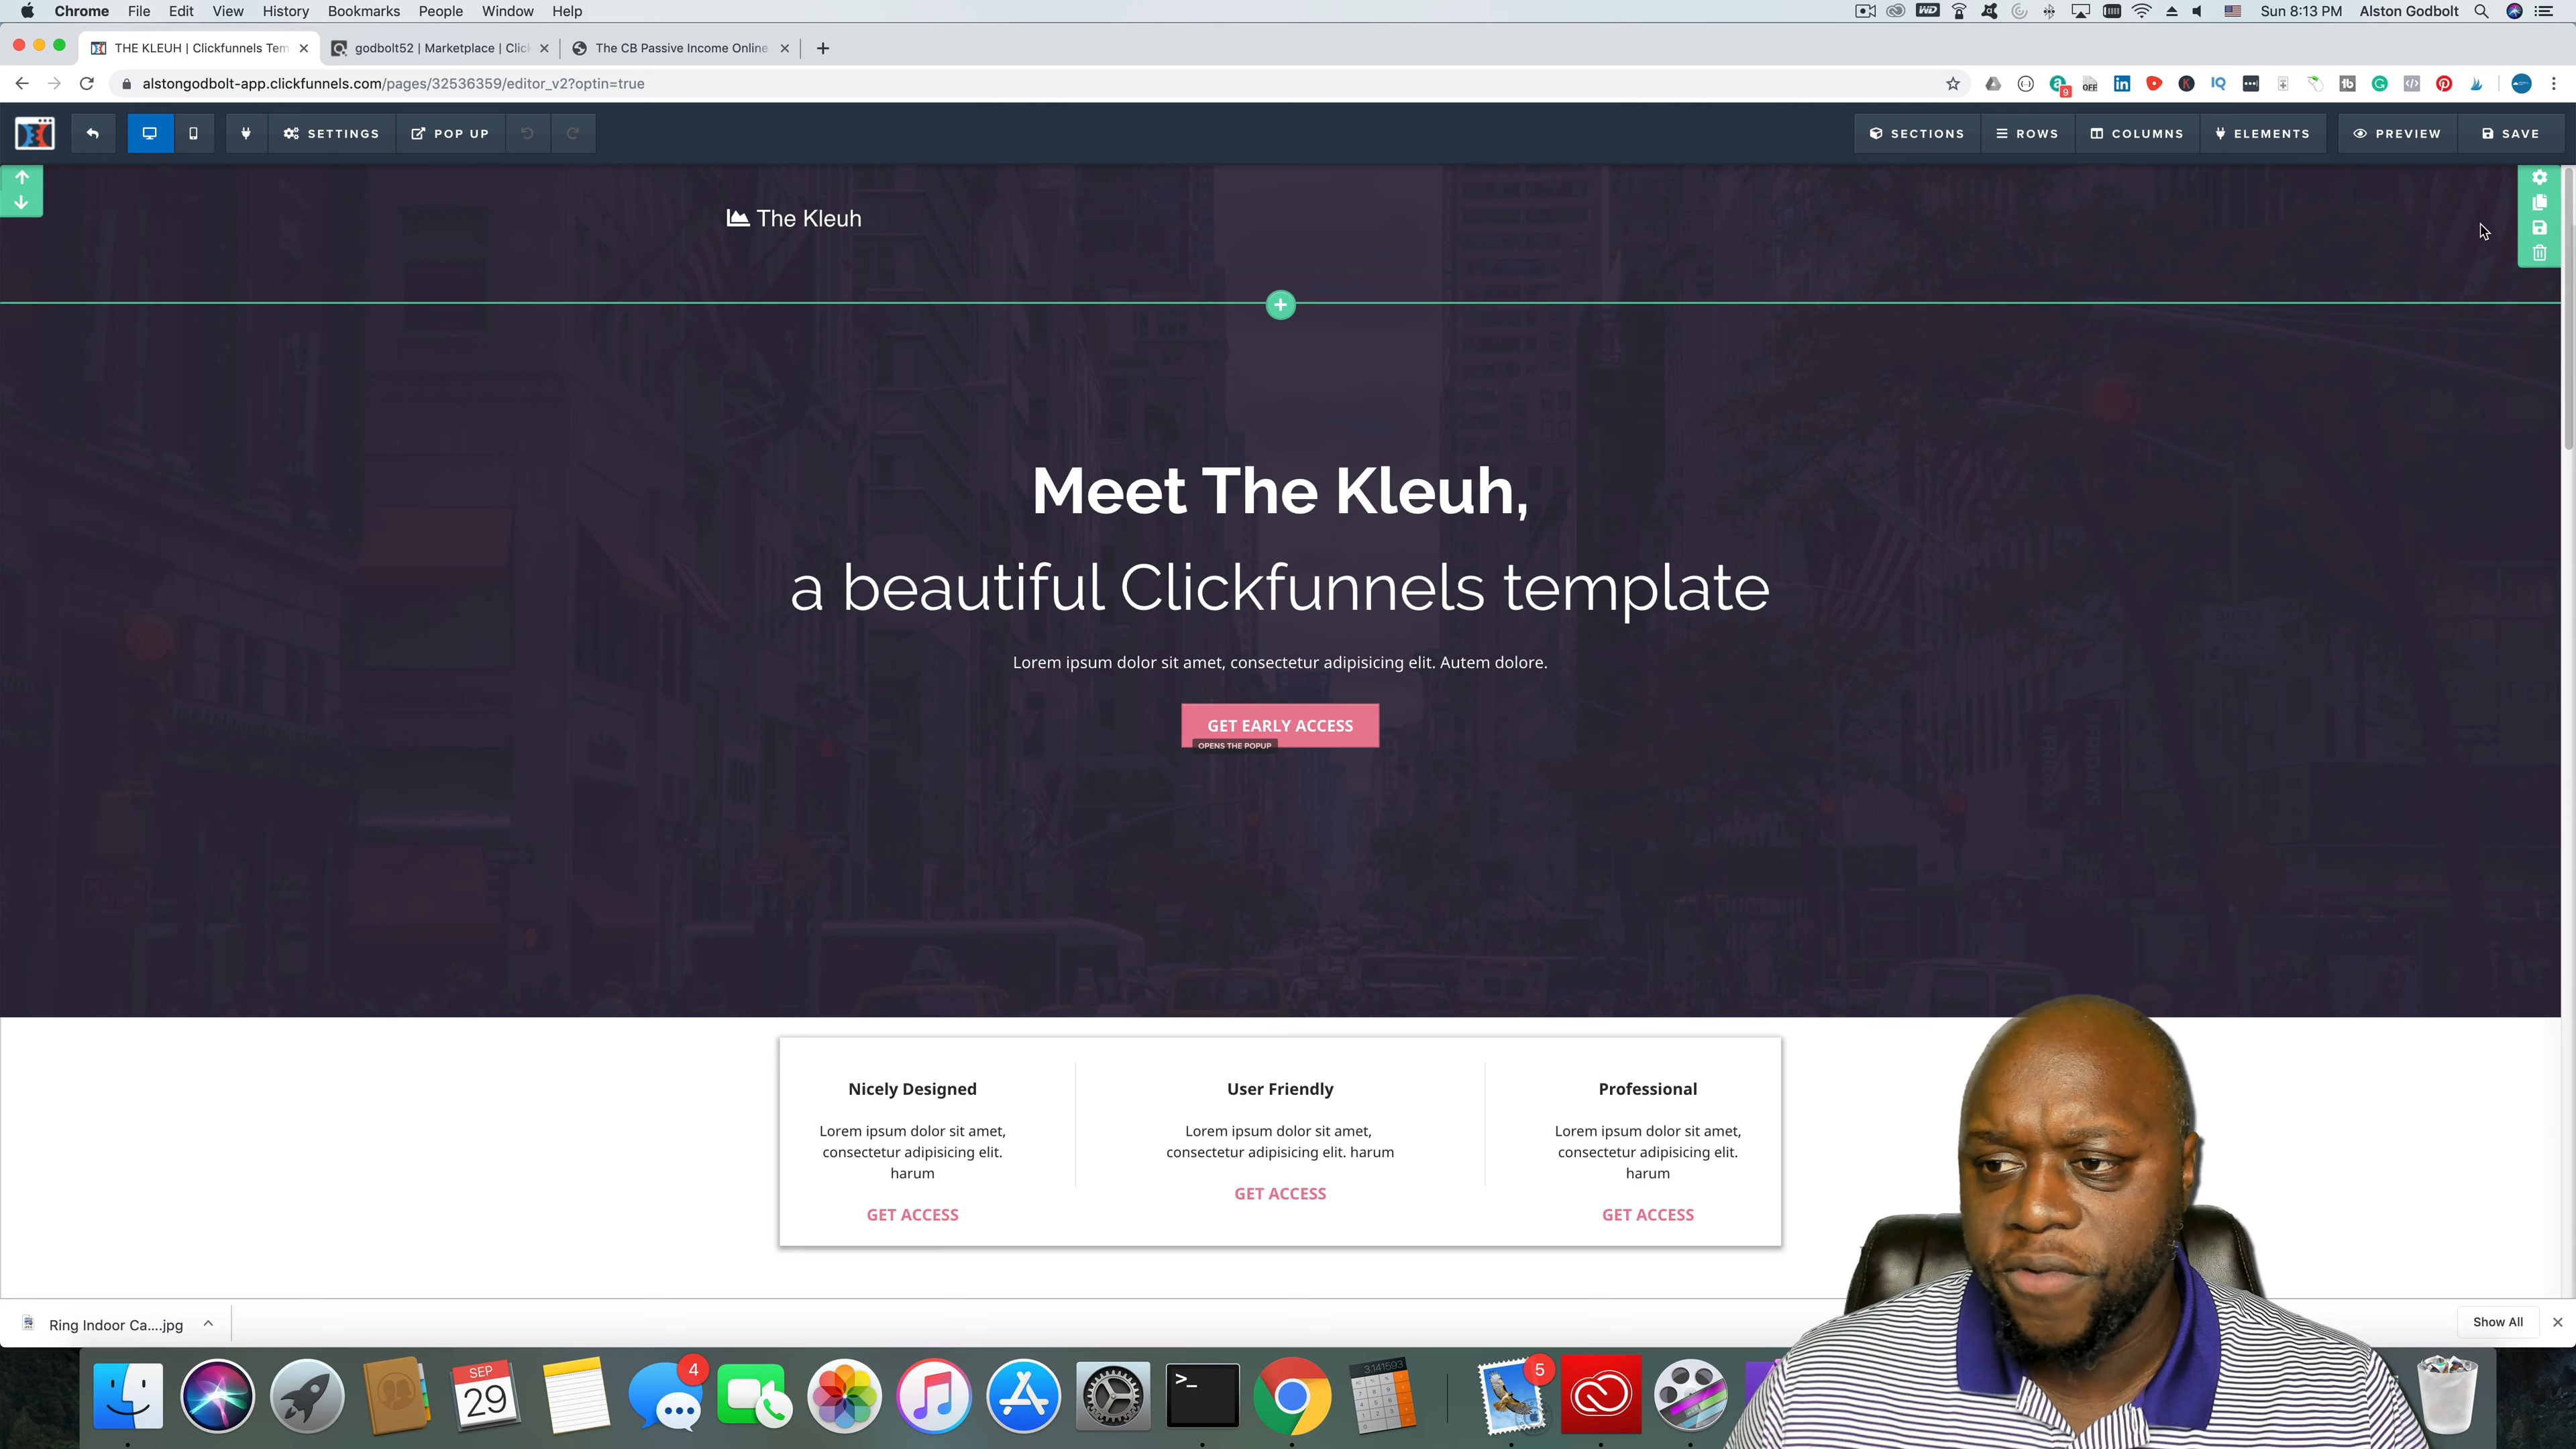 Chrome File Edit View History Bookmarks People Window Help
Sun 8:13 PM Alston Godbolt
THE KLEUH | Clickfunnels Tem
godbolt52 | Marketplace | Clic
The CB Passive Income Online
alstongodbolt-app.clickfunnels.com/pages/32536359/editor_v2?optin=true
SETTINGS POP UP SECTIONS ROWS COLUMNS ELEMENTS PREVIEW SAVE
The Kleuh
Meet The Kleuh,
a beautiful Clickfunnels template
Lorem ipsum dolor sit amet, consectetur adipisicing elit. Autem dolore.
GET EARLY ACCESS
OPENS THE POPUP
Nicely Designed
Lorem ipsum dolor sit amet,
consectetur adipisicing elit.
harum
GET ACCESS
User Friendly
Lorem ipsum dolor sit amet,
consectetur adipisicing elit. harum
GET ACCESS
Professional
Lorem ipsum dolor sit amet,
consectetur adipisicing elit.
harum
GET ACCESS
Ring Indoor Ca....jpg
Show All
SEP
29
4
3.141593
5